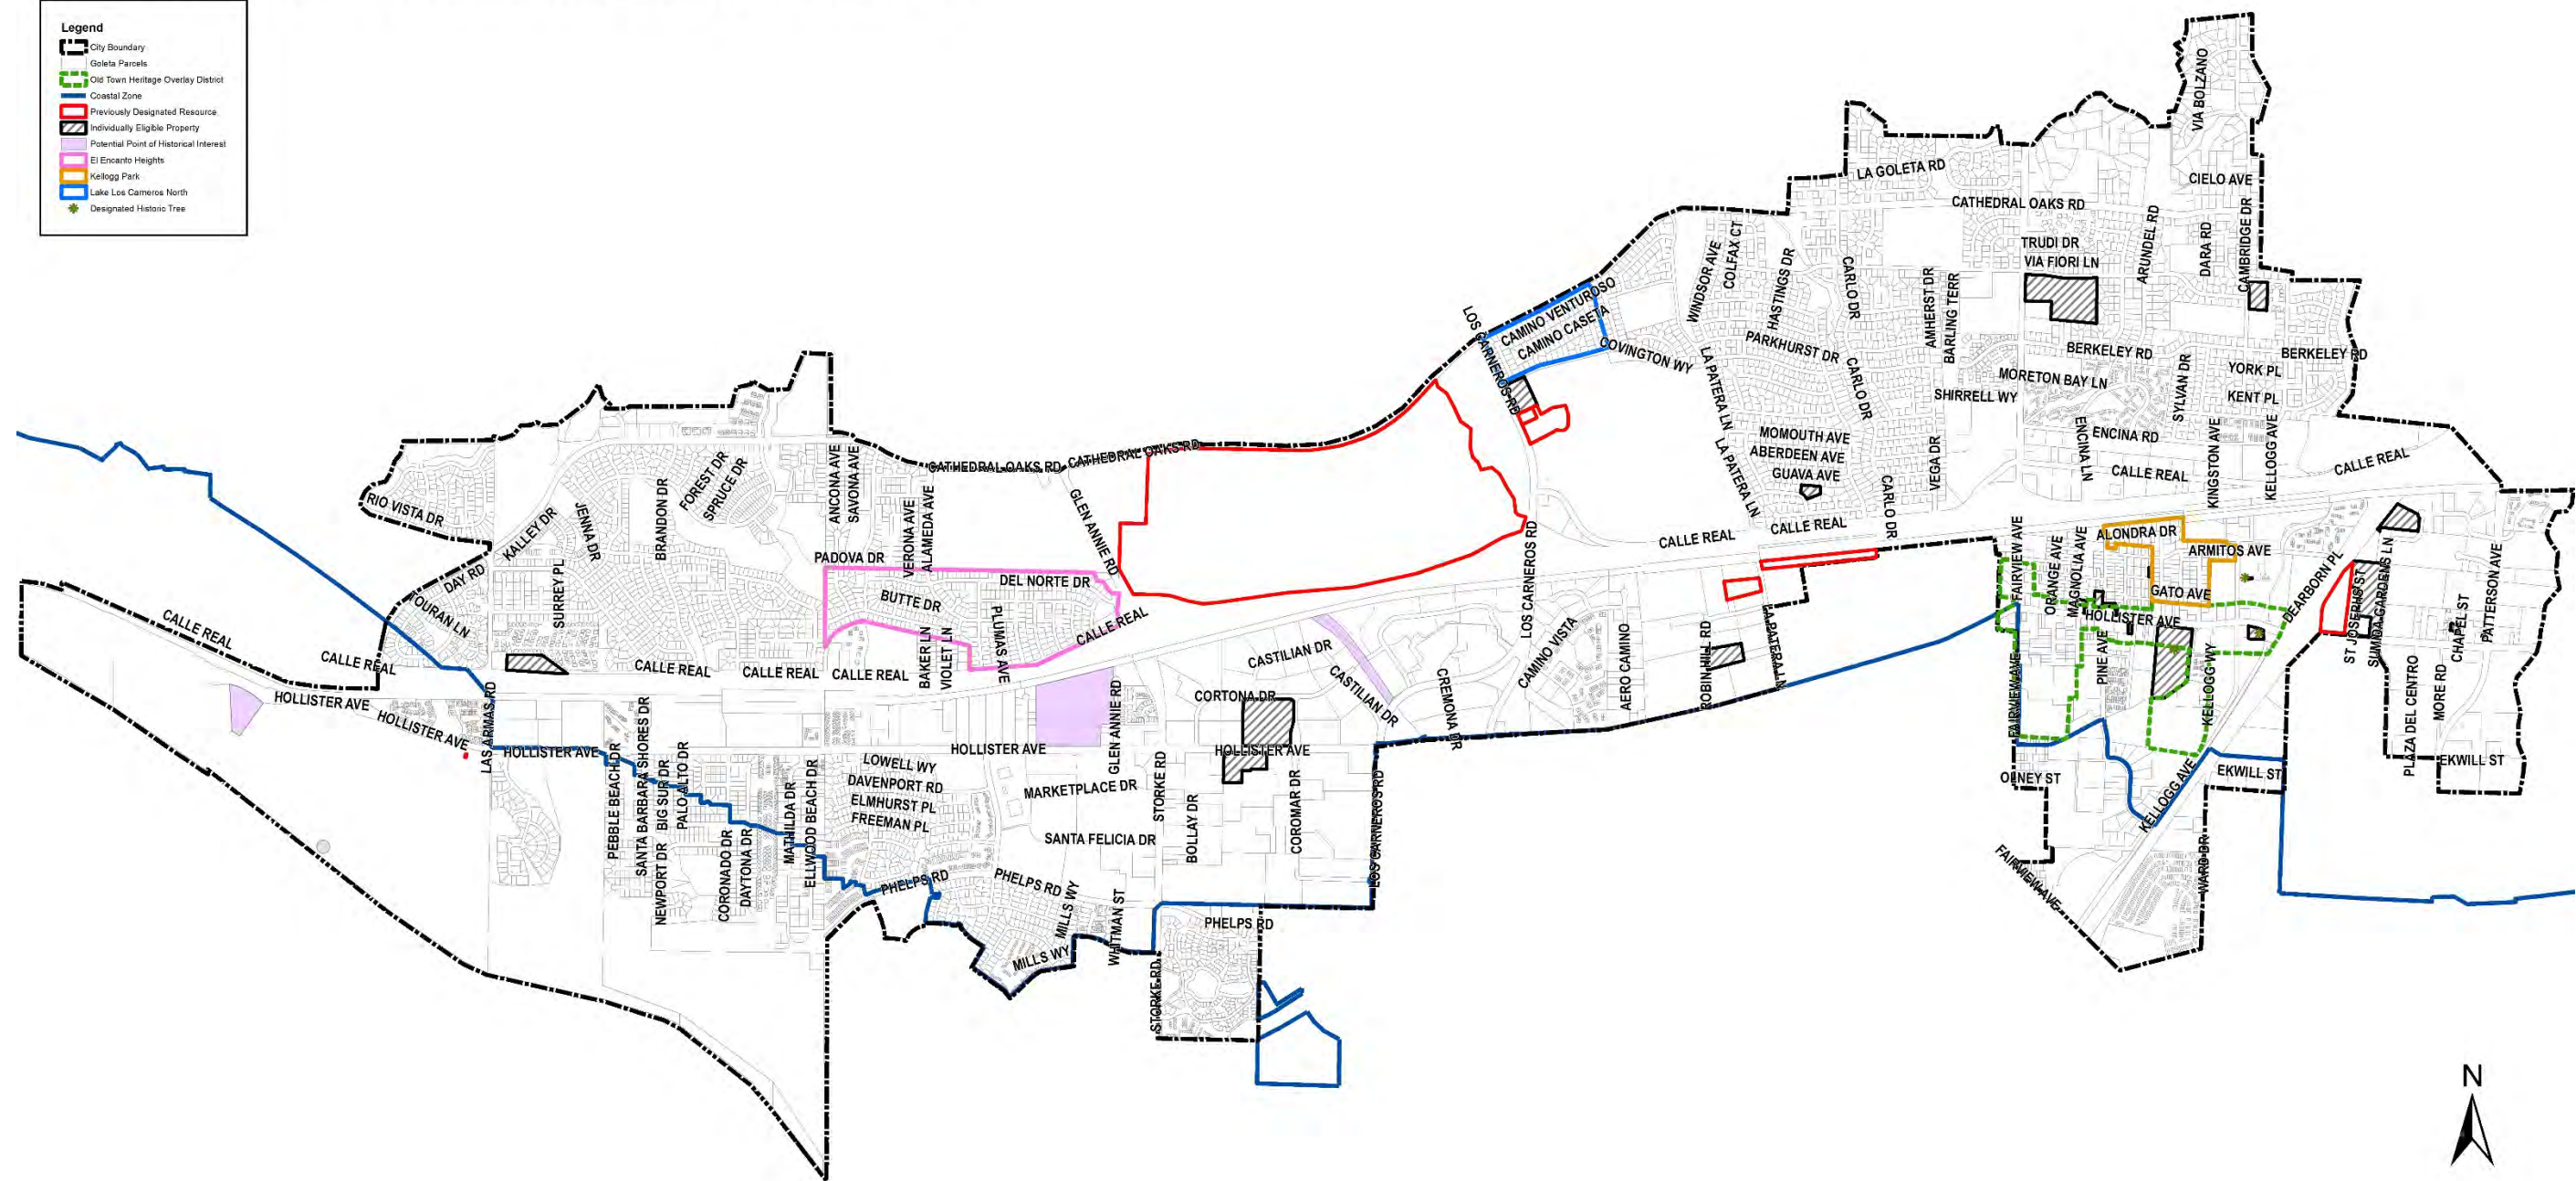 Legend
City Boundary
Goleta Parcels
Old Town Heritage Overlay District
Coastal Zone
Previously Designated Resource
Individually Eligible Property
Potential Point of Historical Interest
El Encanto Heights
Kellogg Park
Lake Los Carneros North
Designated Historic Tree
VIA BOLZANO
LA GOLETA RD
CIELO AVE
CATHEDRAL OAKS RD
TRUDI DR
VIA FIORI LN
ARUNDEL RD
DARA RD
CAMBRIDGE DR
WINDSOR AVE
COLFAX CT
HASTINGS DR
CARLO DR
AMHERST DR
BARLING TERR
LOS CARNEROS RD
CAMINO VENTUROSO
CAMINO CASETA
COVINGTON WY
PARKHURST DR
LA PATERA LN
CARLO DR
BERKELEY RD
BERKELEY RD
MORETON BAY LN
YORK PL
SHIRRELL WY
SYLVAN DR
KENT PL
MOMOUTH AVE
ABERDEEN AVE
GUAVA AVE
LA PATERA LN
VEGA DR
CARLO DR
ENCINA LN
ENCINA RD
CALLE REAL
KINGSTON AVE
KELLOGG AVE
CALLE REAL
RIO VISTA DR
KALLEY DR
JENNA DR
BRANDON DR
FOREST DR
SPRUCE DR
ANCONA AVE
SAVONA AVE
VERONA AVE
ALAMEDA AVE
CATHEDRAL OAKS RD
CATHEDRAL OAKS RD
GLEN ANNIE RD
LOS CARNEROS RD
CALLE REAL
CALLE REAL
PADOVA DR
DEL NORTE DR
BUTTE DR
PLUMAS AVE
CALLE REAL
DAY RD
TOURAN LN
SURREY PL
FAIRVIEW AVE
ORANGE AVE
MAGNOLIA AVE
ALONDRA DR
ARMITOS AVE
GATO AVE
HOLLISTER AVE
DEARBORN PL
ST JOSEPHS ST
SUMIDA GARDENS LN
CHAPEL ST
PATTERSON AVE
CALLE REAL
CALLE REAL
CALLE REAL
CALLE REAL
CALLE REAL
BAKER LN
VIOLET LN
CASTILIAN DR
CASTILIAN DR
CORTONA DR
CREMONA DR
CAMINO VISTA
AERO CAMINO
ROBIN HILL RD
LA PATERA LN
FAIRVIEW AVE
PINE AVE
KELLOGG WY
PLAZA DEL CENTRO
MORE RD
HOLLISTER AVE
HOLLISTER AVE
LAS ARMAS RD
HOLLISTER AVE
PEBBLE BEACH DR
SANTA BARBARA SHORES DR
BIG SUR DR
PALO ALTO DR
NEWPORT DR
CORONADO DR
DAYTONA DR
MATHILDA DR
ELLWOOD BEACH DR
LOWELL WY
DAVENPORT RD
ELMHURST PL
FREEMAN PL
HOLLISTER AVE
GLEN ANNIE RD
STORKE RD
HOLLISTER AVE
MARKETPLACE DR
SANTA FELICIA DR
BOLLAY DR
COROMAR DR
LOS CARNEROS RD
PHELPS RD
PHELPS RD
MILLS WY
WHITMAN ST
PHELPS RD
MILLS WY
STORKE RD
OLNEY ST
KELLOGG AVE
EKWILL ST
EKWILL ST
FAIRVIEW AVE
WARD DR
N